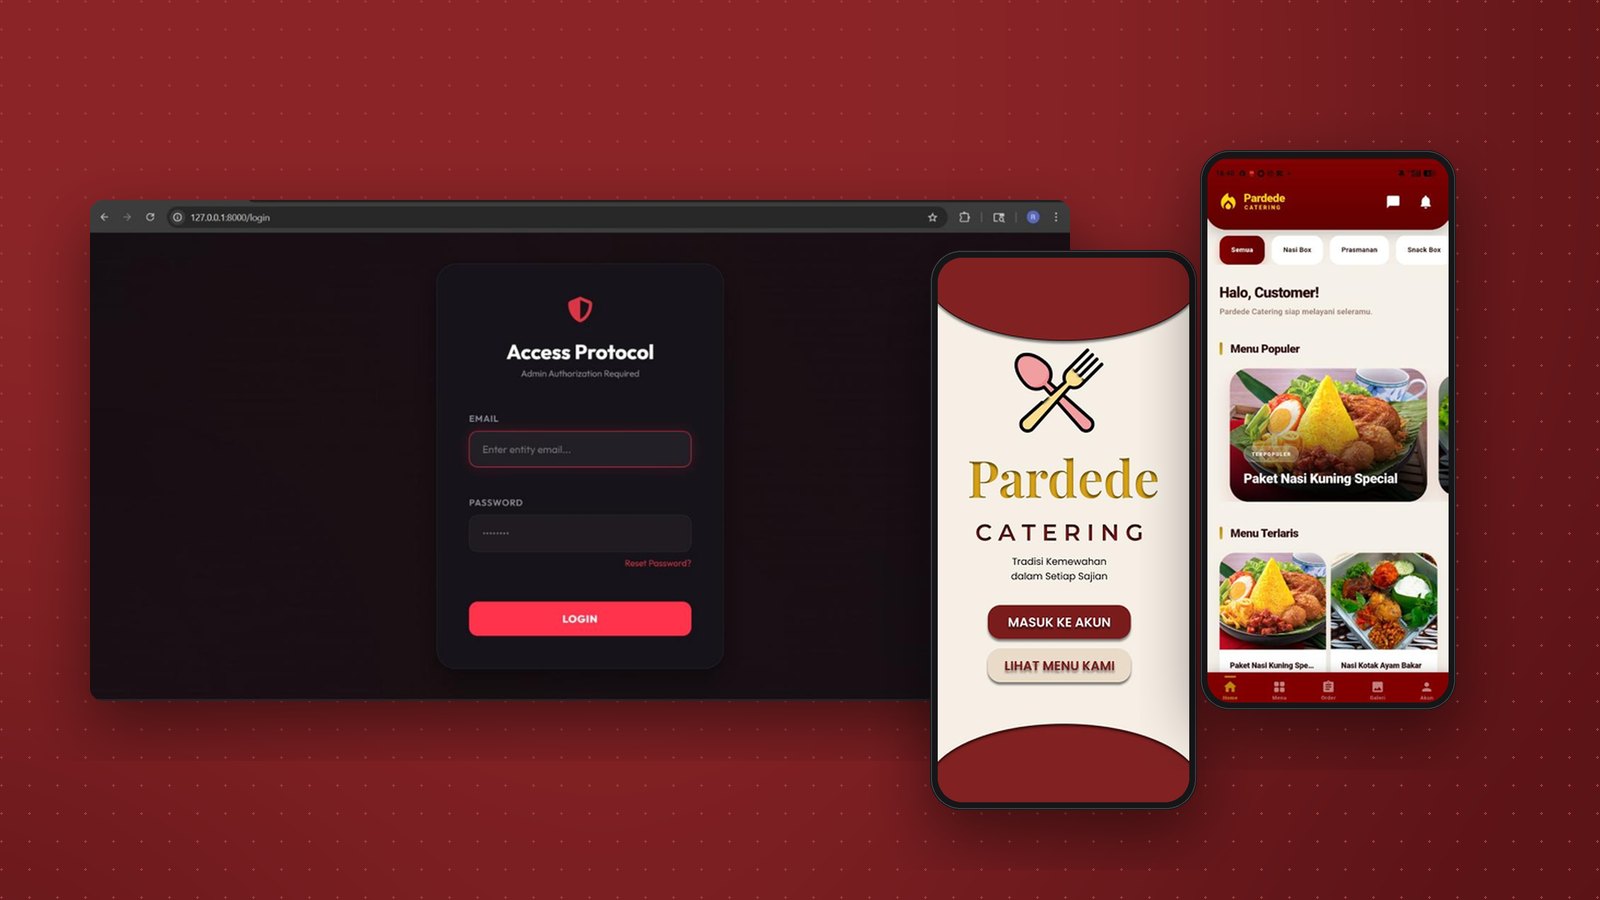 127.0.0.1:8000/login
R
Access Protocol
Admin Authorization Required
EMAIL
Enter entity email...
PASSWORD
Reset Password?
LOGIN
Pardede
CATERING
Tradisi Kemewahan
dalam Setiap Sajian
MASUK KE AKUN
LIHAT MENU KAMI
Pardede
CATERING
Semua
Nasi Box
Prasmanan
Snack Box
Halo, Customer!
Pardede Catering siap melayani seleramu.
Menu Populer
TERPOPULER
Paket Nasi Kuning Special
Menu Terlaris
Paket Nasi Kuning Spe...
Nasi Kotak Ayam Bakar
Home
Menu
Order
Galeri
Akun